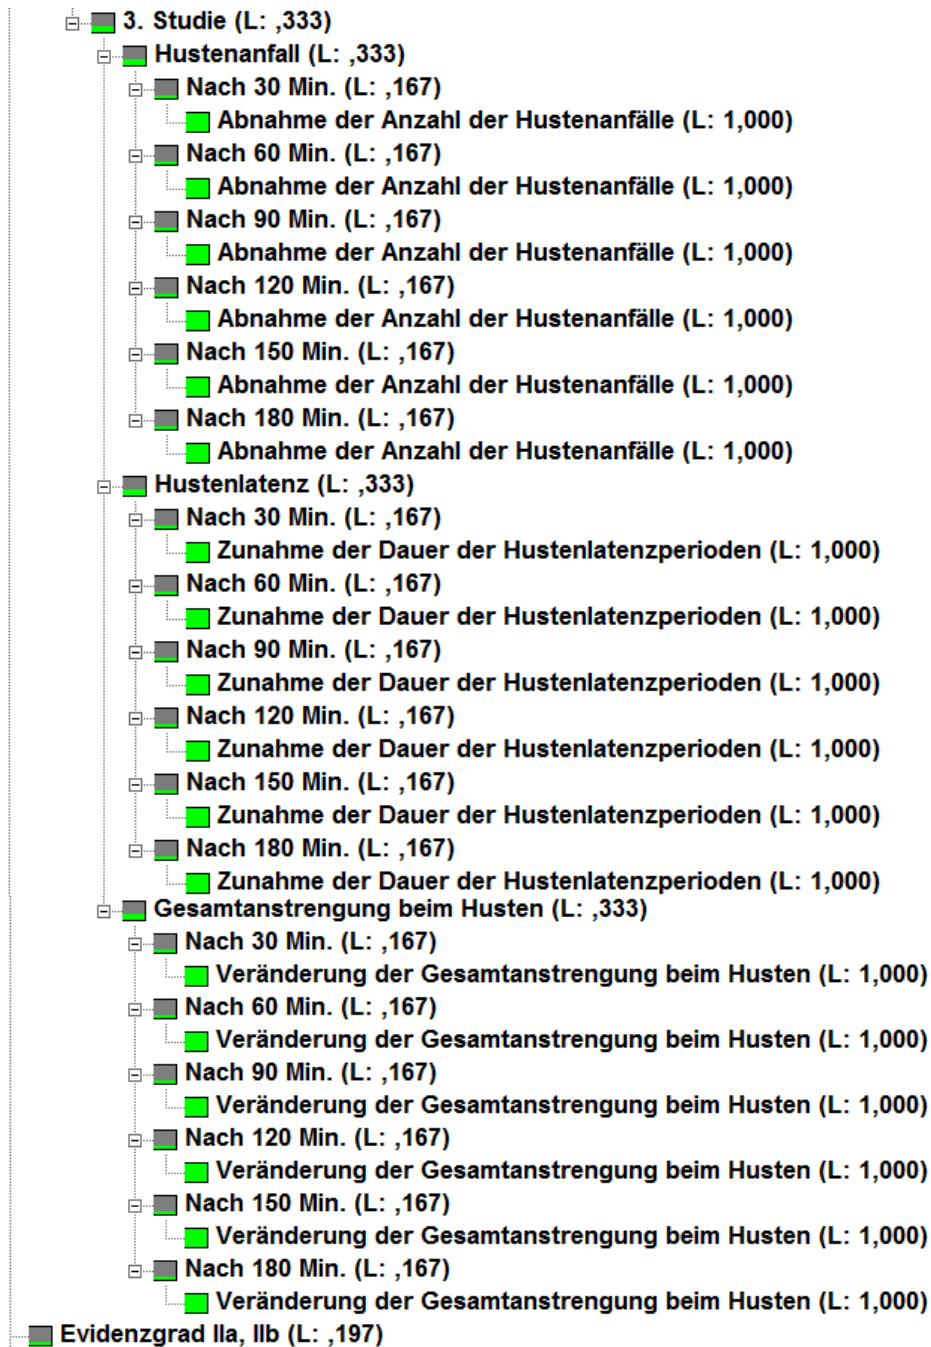 3. Studie (L: ,333)
Hustenanfall (L: ,333)
Nach 30 Min. (L: ,167)
Abnahme der Anzahl der Hustenanfälle (L: 1,000)
Nach 60 Min. (L: ,167)
Abnahme der Anzahl der Hustenanfälle (L: 1,000)
Nach 90 Min. (L: ,167)
Abnahme der Anzahl der Hustenanfälle (L: 1,000)
Nach 120 Min. (L: ,167)
Abnahme der Anzahl der Hustenanfälle (L: 1,000)
Nach 150 Min. (L: ,167)
Abnahme der Anzahl der Hustenanfälle (L: 1,000)
Nach 180 Min. (L: ,167)
Abnahme der Anzahl der Hustenanfälle (L: 1,000)
Hustenlatenz (L: ,333)
Nach 30 Min. (L: ,167)
Zunahme der Dauer der Hustenlatenzperioden (L: 1,000)
Nach 60 Min. (L: ,167)
Zunahme der Dauer der Hustenlatenzperioden (L: 1,000)
Nach 90 Min. (L: ,167)
Zunahme der Dauer der Hustenlatenzperioden (L: 1,000)
Nach 120 Min. (L: ,167)
Zunahme der Dauer der Hustenlatenzperioden (L: 1,000)
Nach 150 Min. (L: ,167)
Zunahme der Dauer der Hustenlatenzperioden (L: 1,000)
Nach 180 Min. (L: ,167)
Zunahme der Dauer der Hustenlatenzperioden (L: 1,000)
Gesamtanstrengung beim Husten (L: ,333)
Nach 30 Min. (L: ,167)
Veränderung der Gesamtanstrengung beim Husten (L: 1,000)
Nach 60 Min. (L: ,167)
Veränderung der Gesamtanstrengung beim Husten (L: 1,000)
Nach 90 Min. (L: ,167)
Veränderung der Gesamtanstrengung beim Husten (L: 1,000)
Nach 120 Min. (L: ,167)
Veränderung der Gesamtanstrengung beim Husten (L: 1,000)
Nach 150 Min. (L: ,167)
Veränderung der Gesamtanstrengung beim Husten (L: 1,000)
Nach 180 Min. (L: ,167)
Veränderung der Gesamtanstrengung beim Husten (L: 1,000)
Evidenzgrad IIa, IIb (L: ,197)